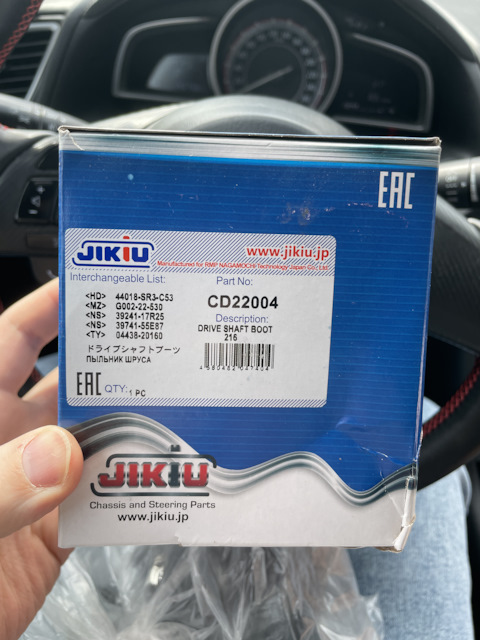 EAC
JIKIU
www.jikiu.jp
Manufactured for RMP NAGAMOCHI Technology Japan Co., Ltd.
Interchangeable List:
<HD> 44018-SR3-C53
<MZ> G002-22-530
<NS> 39241-17R25
<NS> 39741-55E87
<TY> 04438-20160
ドライブシャフトブーツ
ПЫЛЬНИК ШРУСА
Part No:
CD22004
Description:
DRIVE SHAFT BOOT
216
EAC QTY: 1 PC
JIKIU
Chassis and Steering Parts
www.jikiu.jp